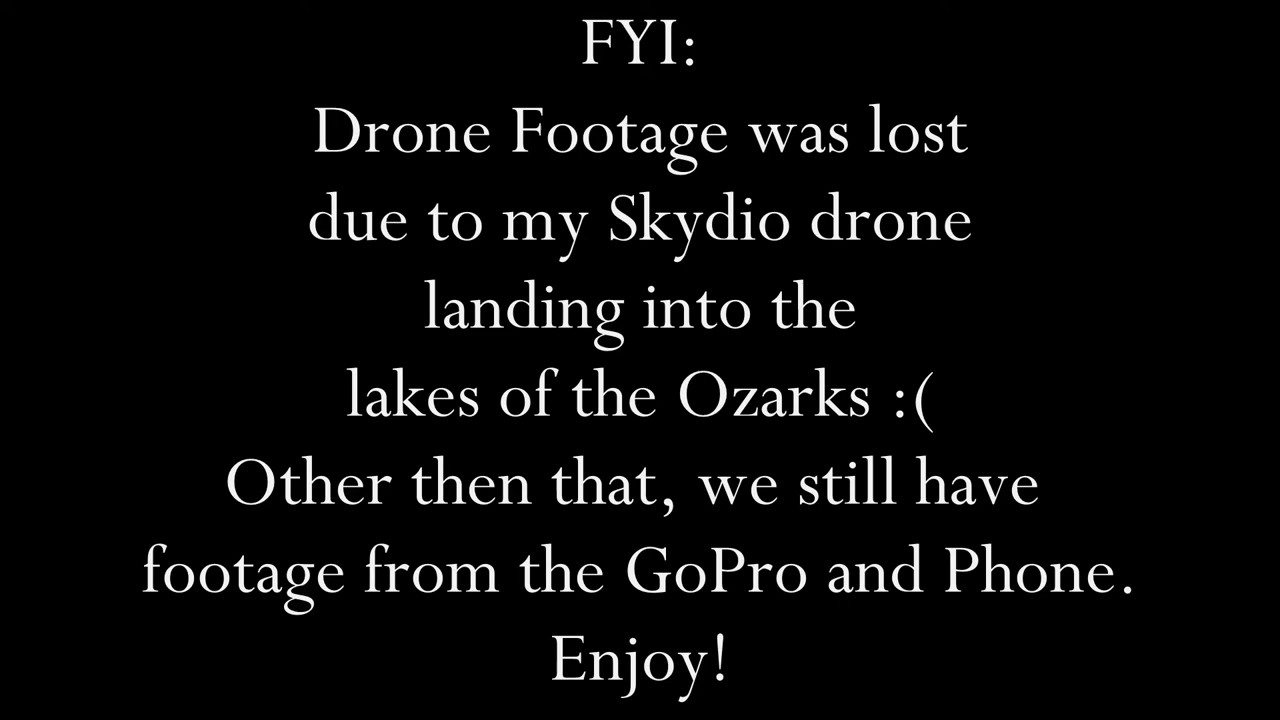 FYI:
Drone Footage was lost
due to my Skydio drone
landing into the
lakes of the Ozarks :(
Other then that, we still have
footage from the GoPro and Phone.
Enjoy!